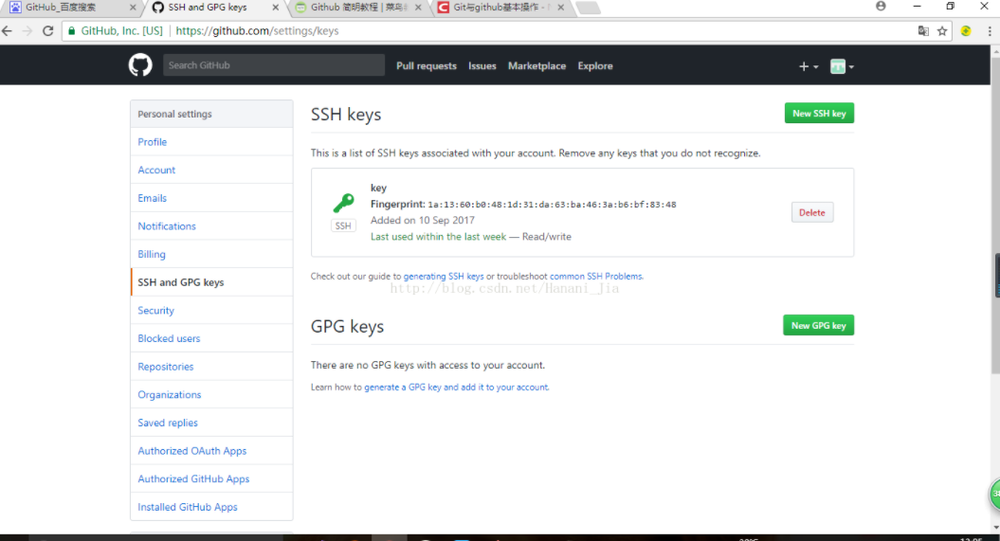 GitHub_百度搜索
SSH and GPG keys
Github 简明教程 | 菜鸟
Git与github基本操作 -
GitHub, Inc. [US] https://github.com/settings/keys
Search GitHub
Pull requests Issues Marketplace Explore
Personal settings
Profile
Account
Emails
Notifications
Billing
SSH and GPG keys
Security
Blocked users
Repositories
Organizations
Saved replies
Authorized OAuth Apps
Authorized GitHub Apps
Installed GitHub Apps
SSH keys
New SSH key
This is a list of SSH keys associated with your account. Remove any keys that you do not recognize.
key
Fingerprint: 1a:13:60:b0:48:1d:31:da:63:ba:46:3a:b6:bf:83:48
SSH
Added on 10 Sep 2017
Last used within the last week — Read/write
Delete
Check out our guide to generating SSH keys or troubleshoot common SSH Problems.
http://blog.csdn.net/Hanani_Jia
GPG keys
New GPG key
There are no GPG keys with access to your account.
Learn how to generate a GPG key and add it to your account.